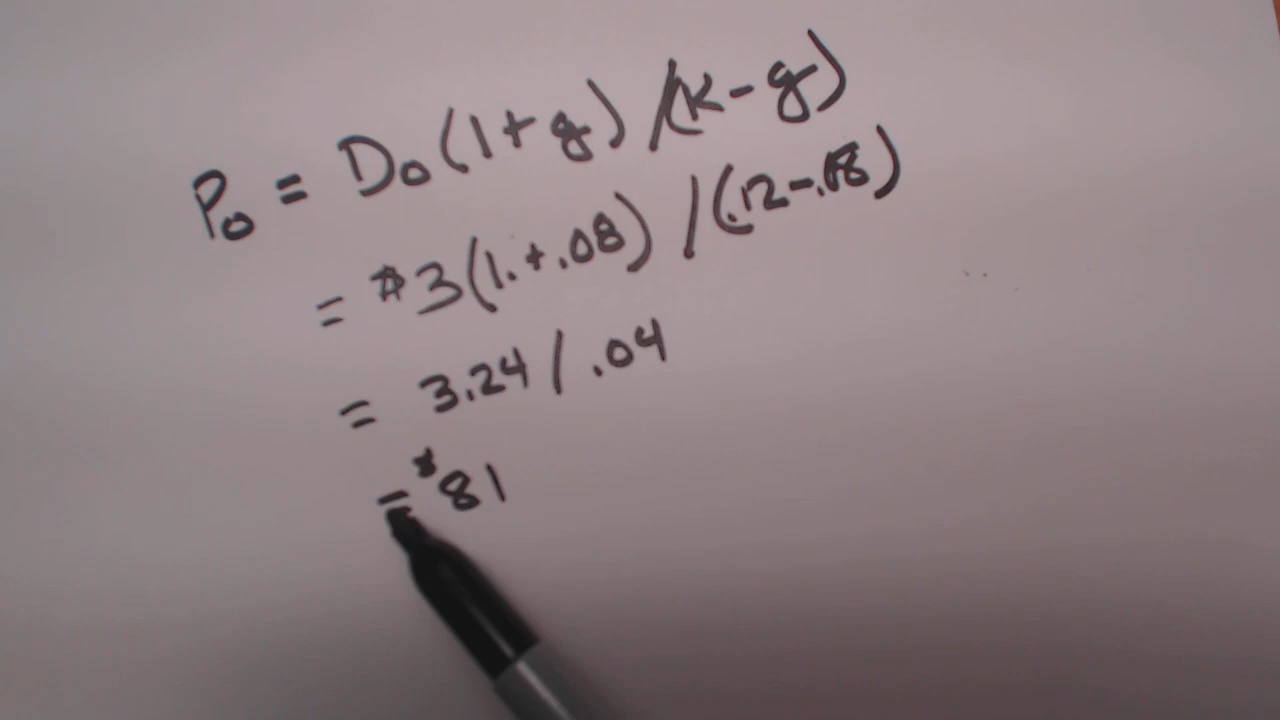 P₀ = D₀(1+g)/(k-g)
= $3(1.+.08)/(.12-.08)
= 3.24/.04
= $81